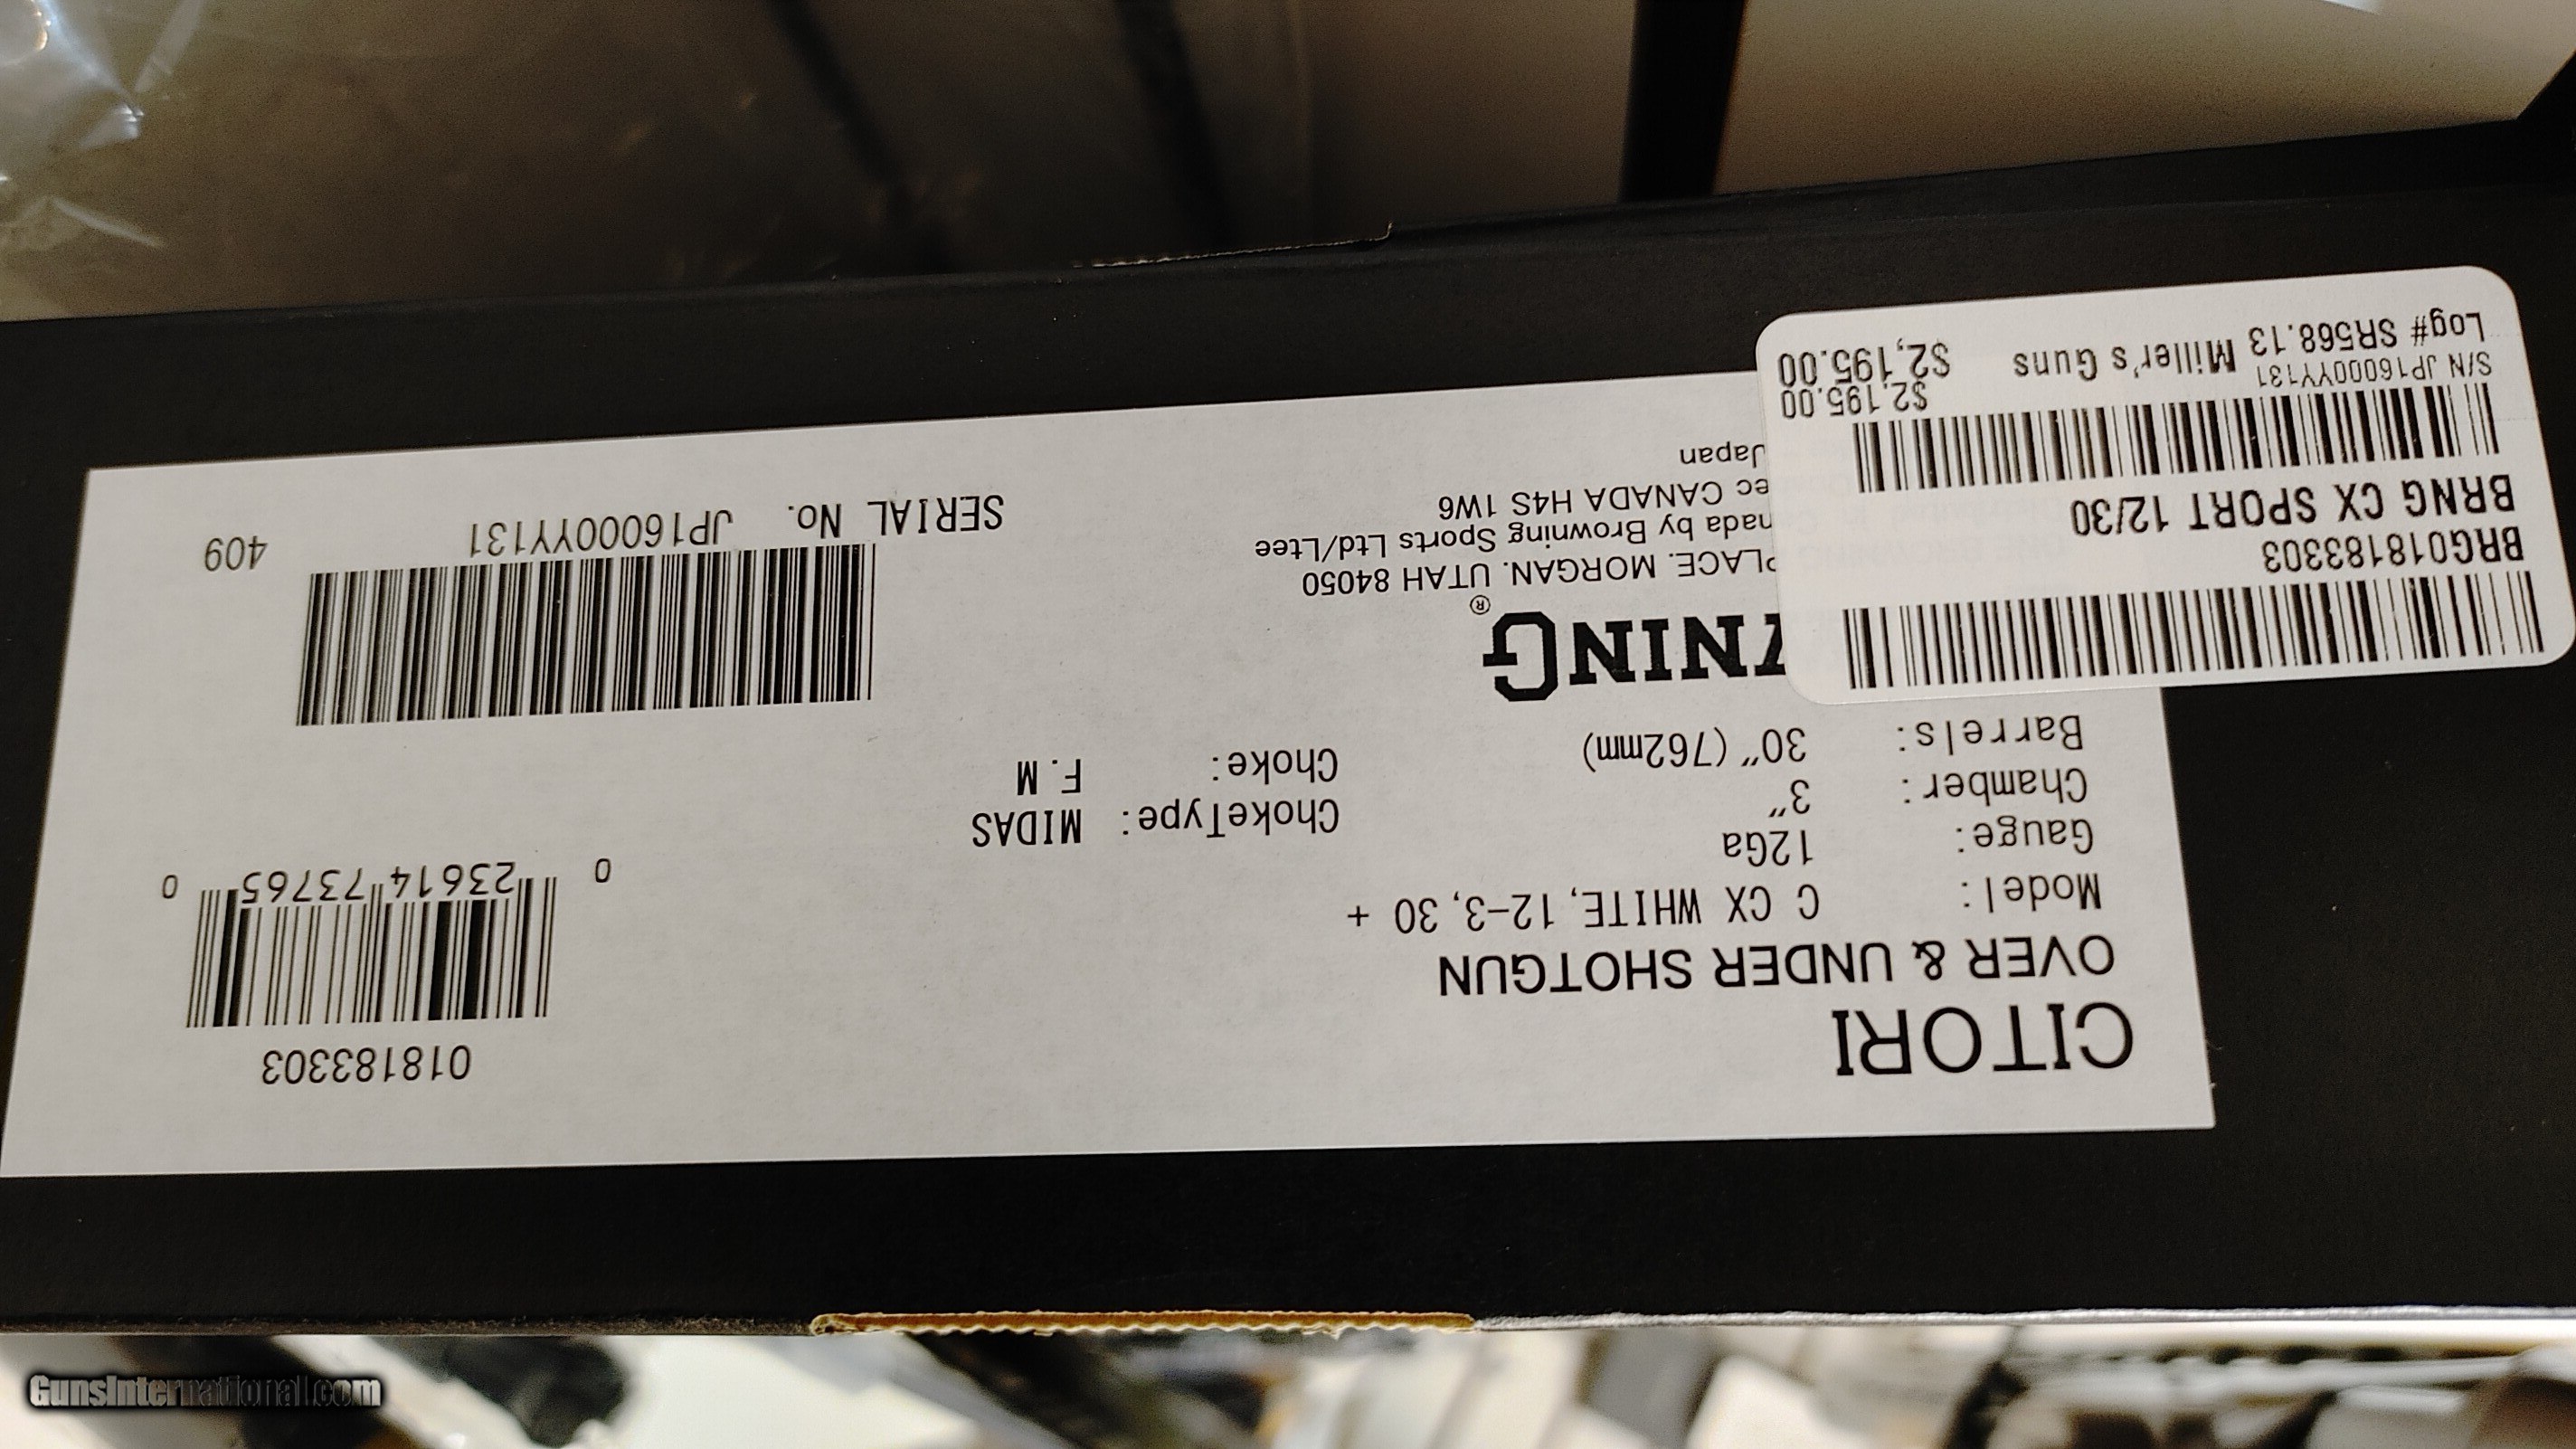 CITORI
OVER & UNDER SHOTGUN
Model: C CX WHITE, 12-3, 30 +
Gauge: 12Ga
Chamber: 3"
Barrels: 30" (762mm)
ChokeType: MIDAS
Choke: F. M
018183303
0 23614 73765 0
WNING®
PLACE. MORGAN. UTAH 84050
nada by Browning Sports Ltd/Ltee
ec CANADA H4S 1W6
Japan
SERIAL No. JP16000YY131
409
BRG018183303
BRNG CX SPORT 12/30
$2,195.00
S/N JP16000YY131
Log# SR568.13 Miller's Guns $2,195.00
GunsInternational.com